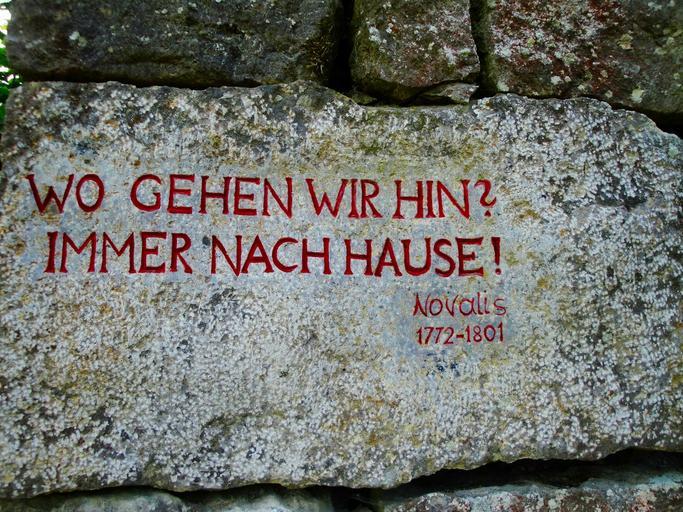 WO GEHEN WIR HIN?
IMMER NACH HAUSE!
Novalis
1772-1801